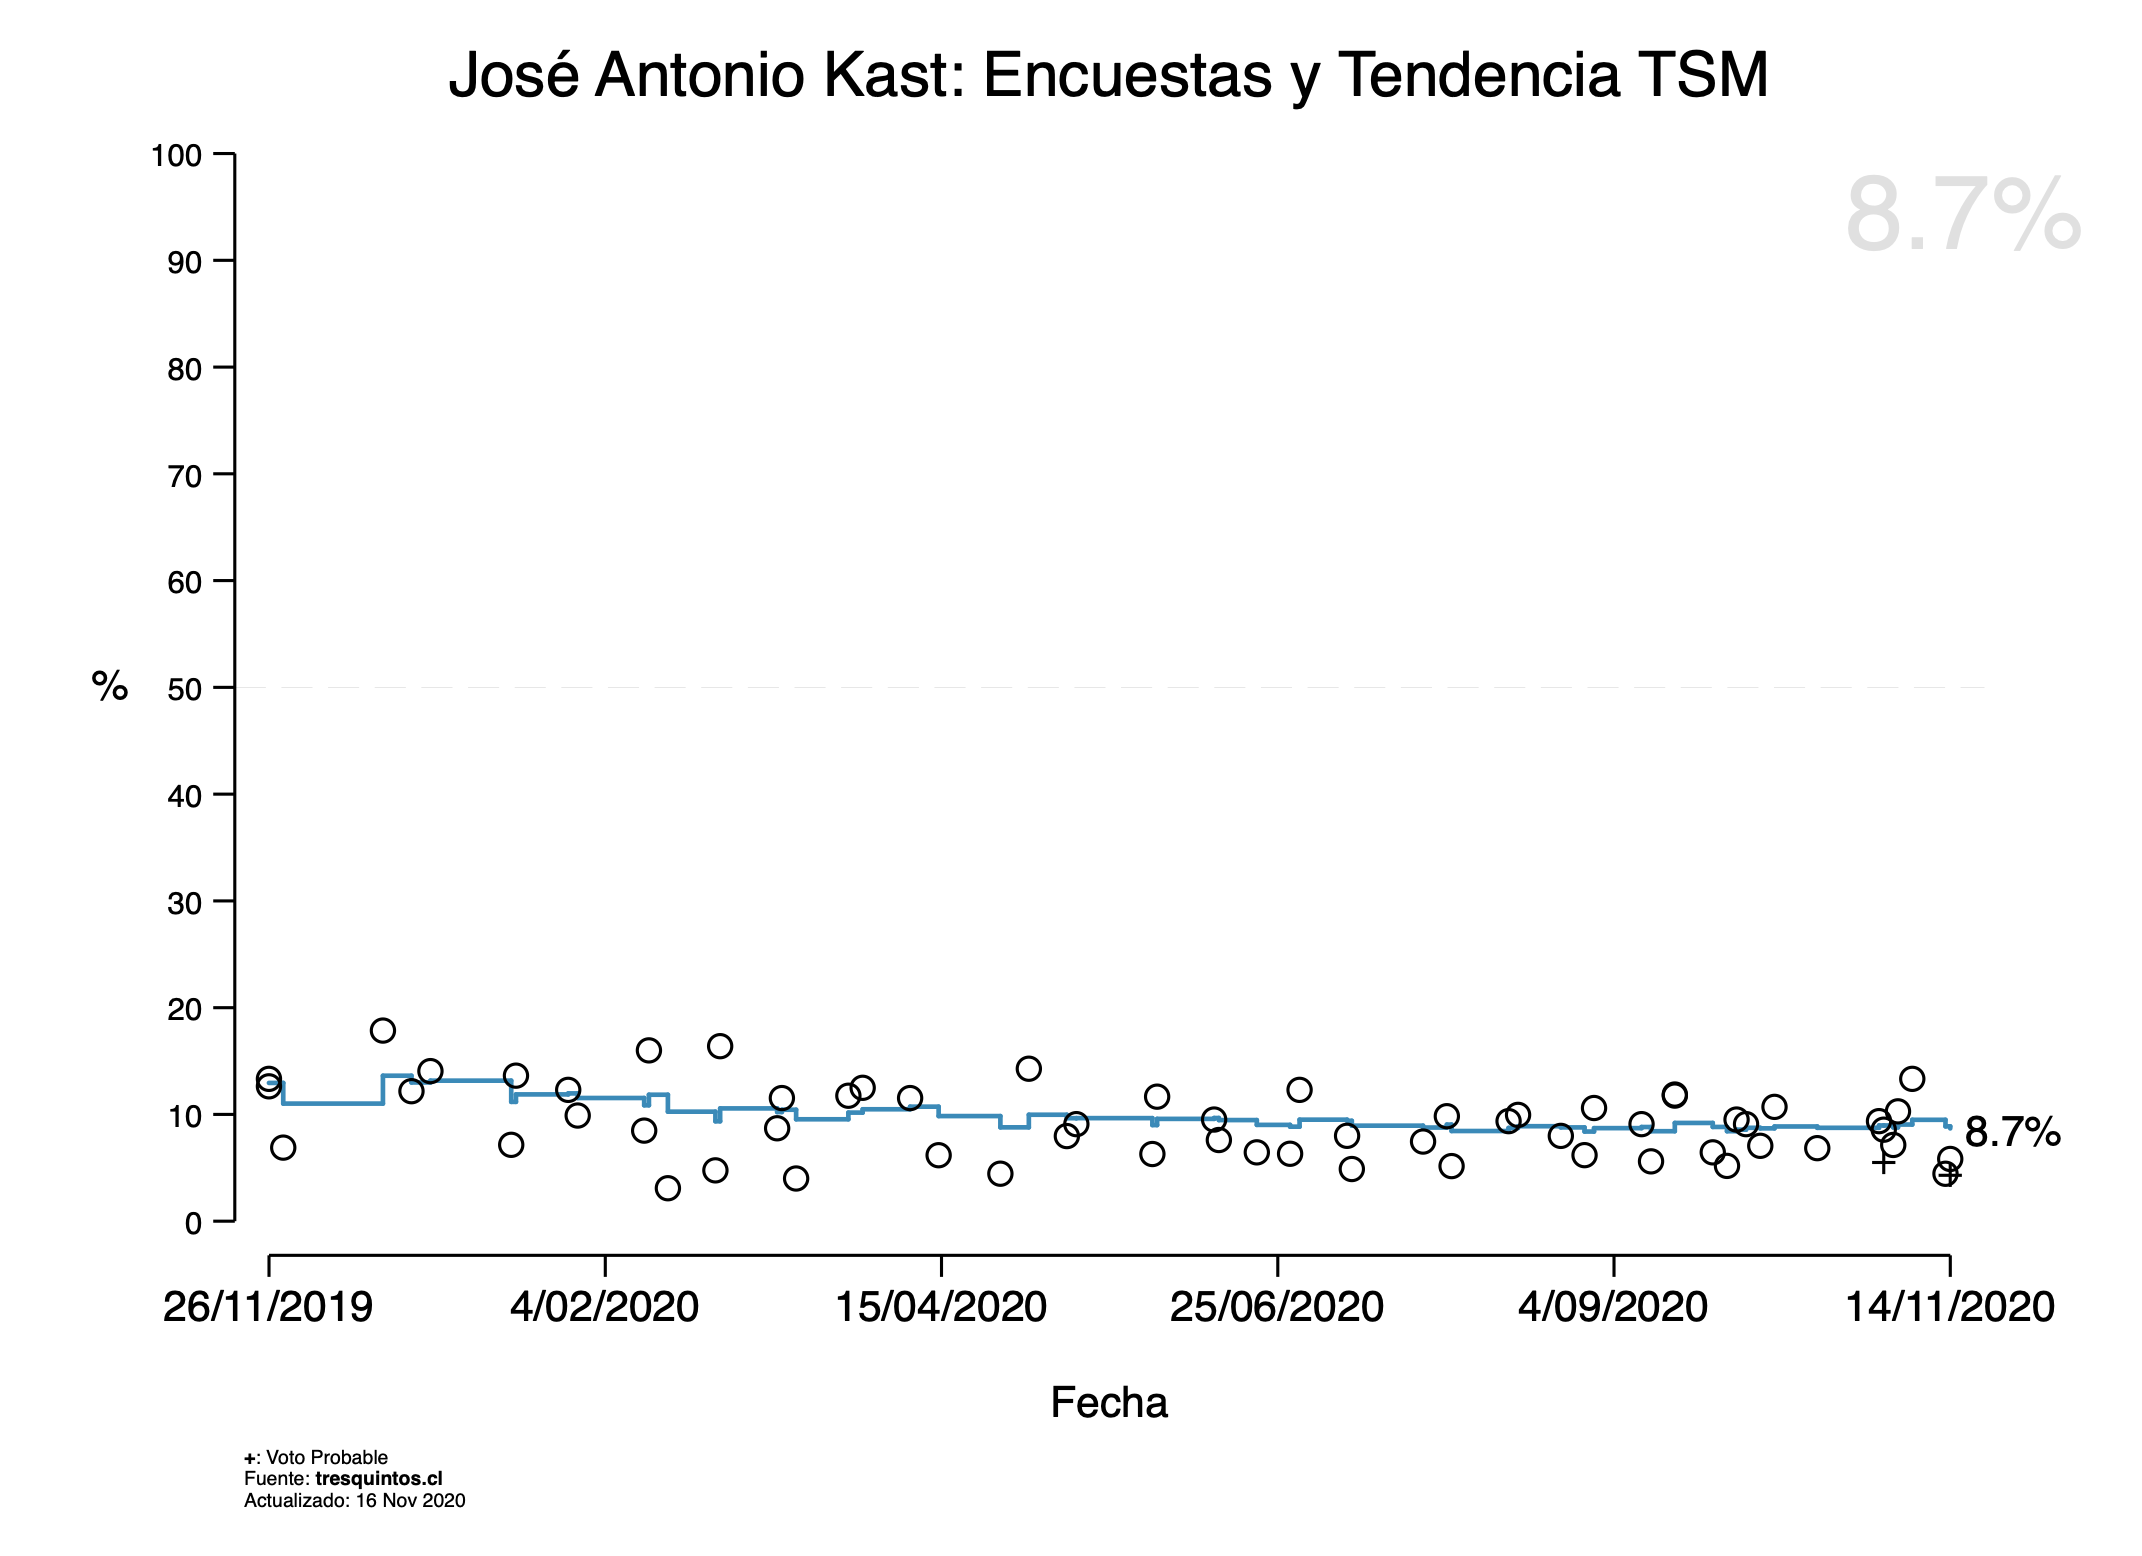 José Antonio Kast: Encuestas y Tendencia TSM
8.7%
100
90
80
70
60
% 50
40
30
20
10
0
8.7%
26/11/2019 4/02/2020 15/04/2020 25/06/2020 4/09/2020 14/11/2020
Fecha
+: Voto Probable
Fuente: tresquintos.cl
Actualizado: 16 Nov 2020